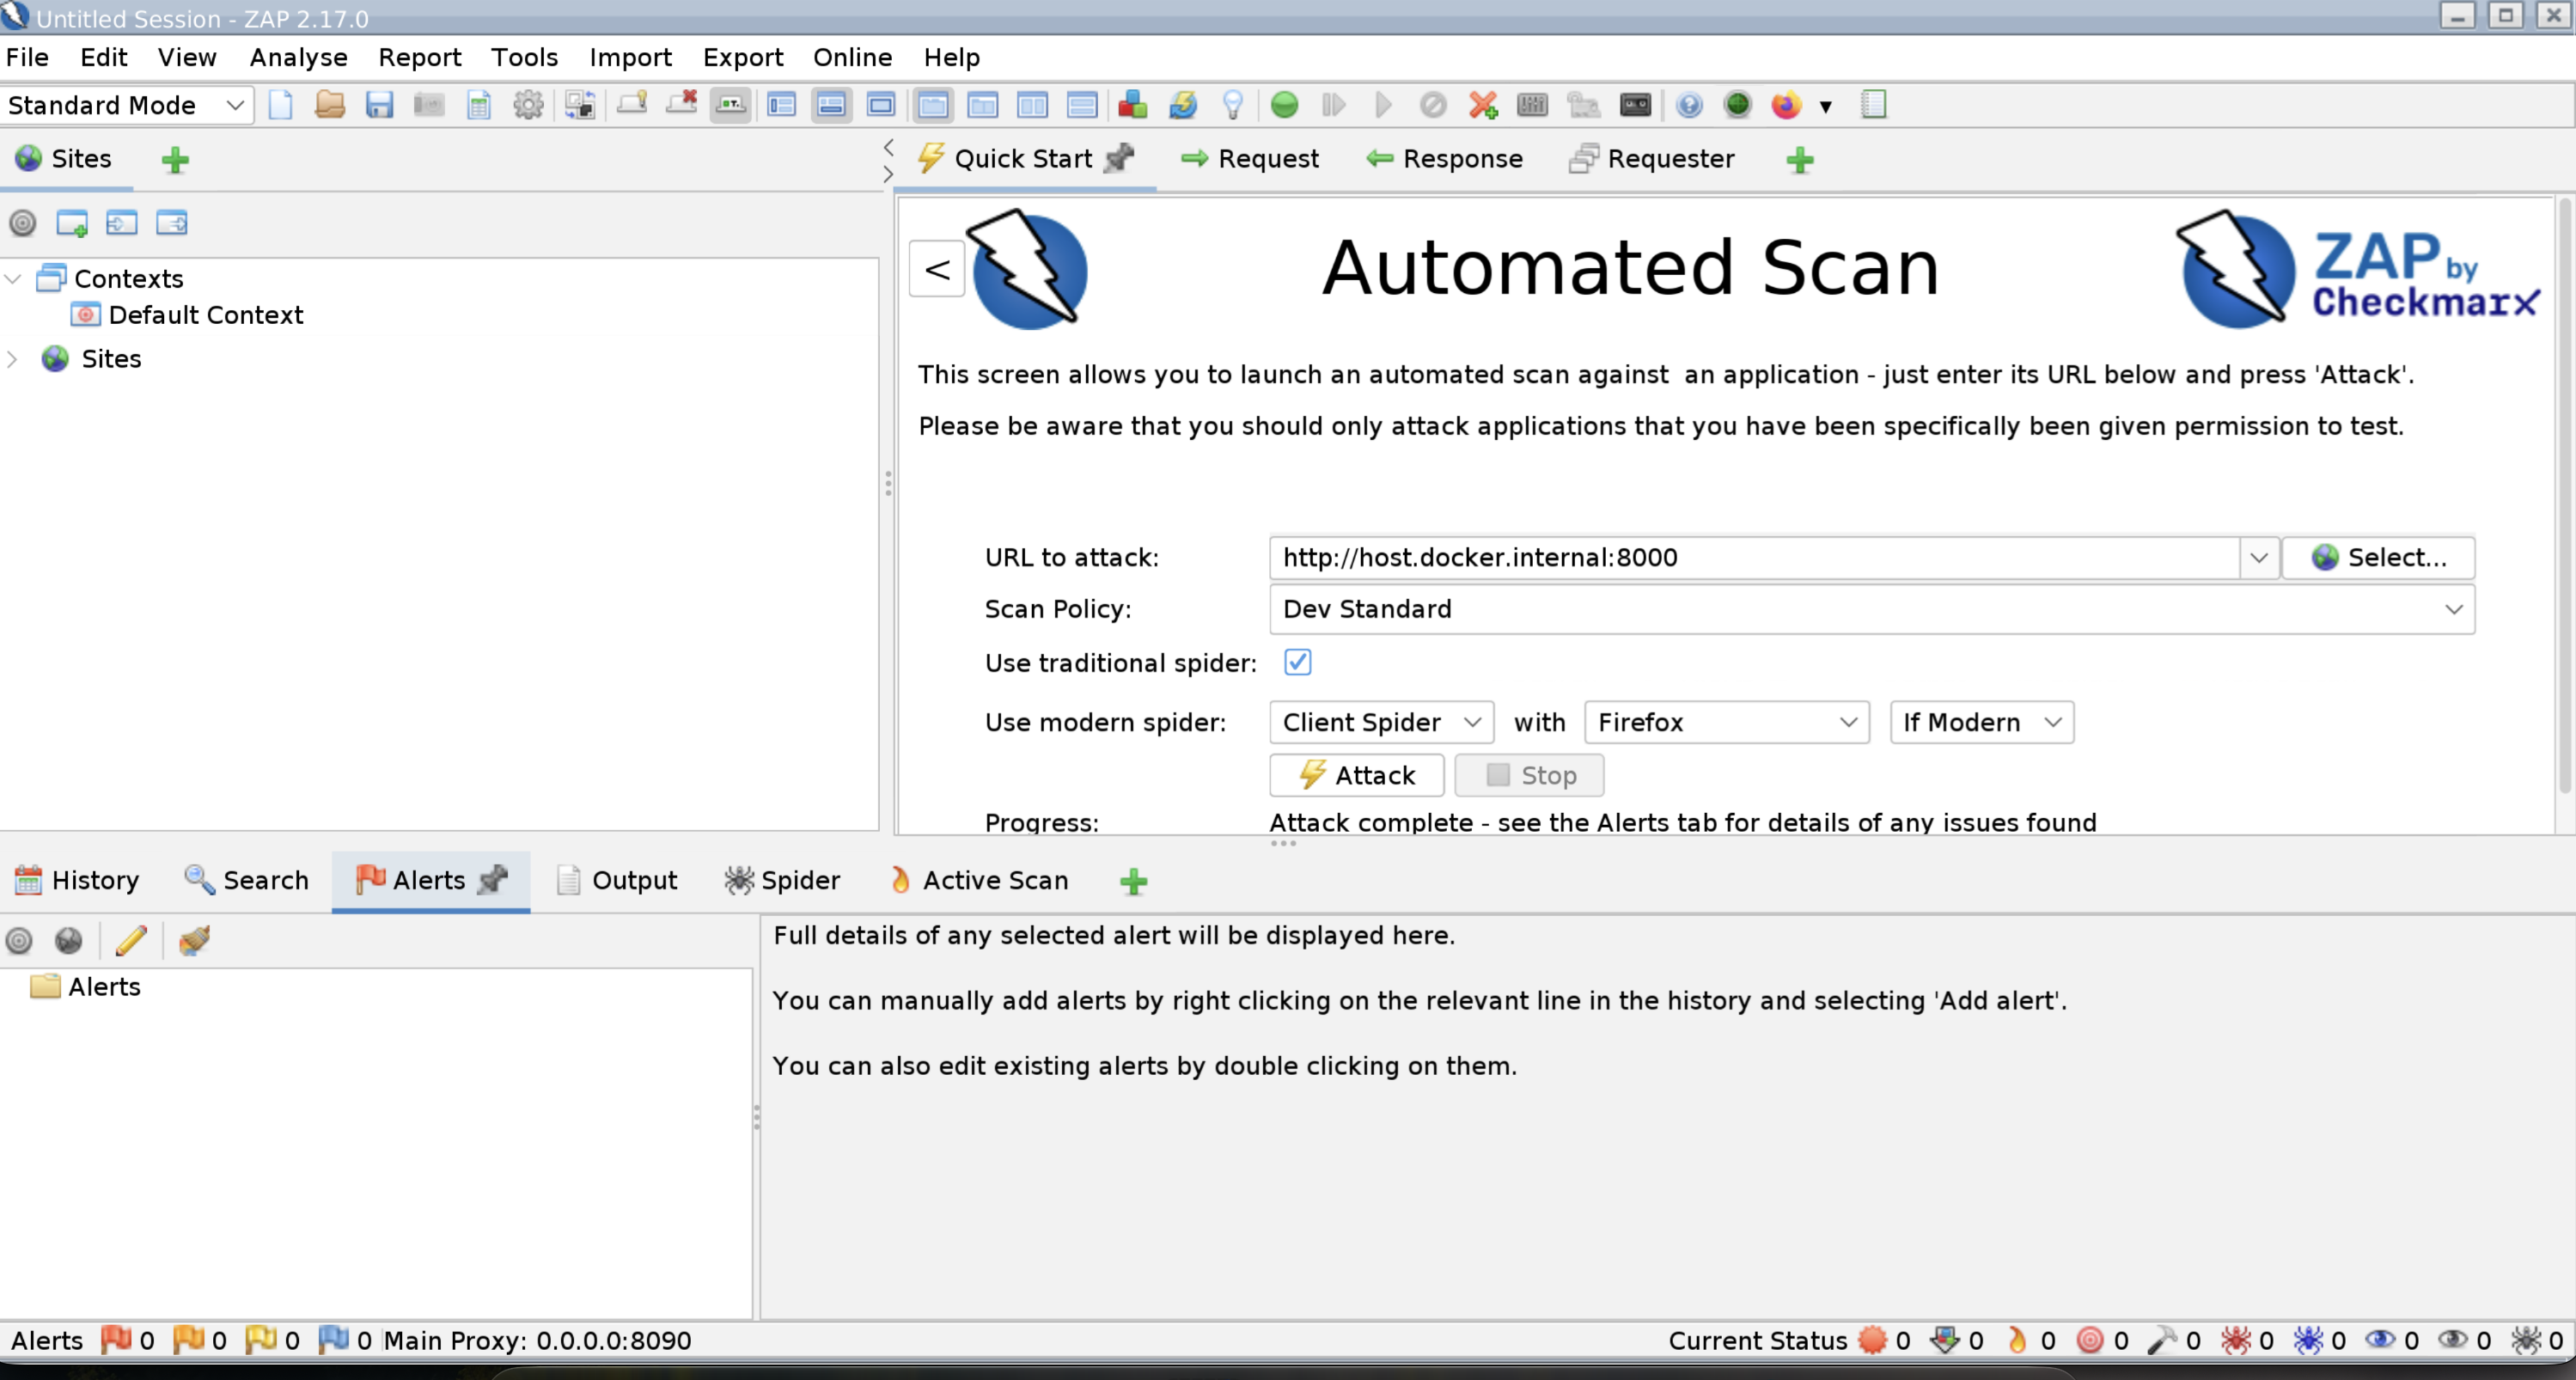 Untitled Session - ZAP 2.17.0
File Edit View Analyse Report Tools Import Export Online Help
Standard Mode
Sites
Quick Start Request Response Requester
<
Automated Scan
ZAP by
Checkmarx
Contexts
Default Context
Sites
This screen allows you to launch an automated scan against  an application - just enter its URL below and press 'Attack'.
Please be aware that you should only attack applications that you have been specifically been given permission to test.
URL to attack: http://host.docker.internal:8000 Select...
Scan Policy: Dev Standard
Use traditional spider:
Use modern spider: Client Spider with Firefox If Modern
Attack Stop
Progress: Attack complete - see the Alerts tab for details of any issues found
History Search Alerts Output Spider Active Scan
Alerts
Full details of any selected alert will be displayed here.
You can manually add alerts by right clicking on the relevant line in the history and selecting 'Add alert'.
You can also edit existing alerts by double clicking on them.
Alerts 0 0 0 0 Main Proxy: 0.0.0.0:8090 Current Status 0 0 0 0 0 0 0 0 0 0